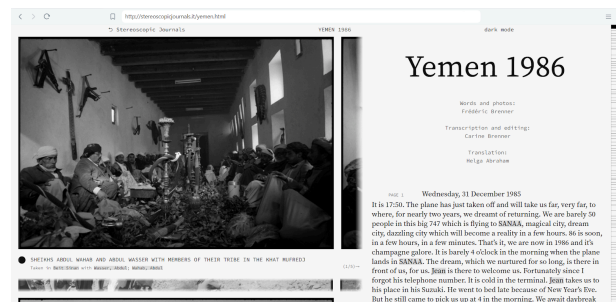 http://stereoscopicjournals.it/yemen.html
Stereoscopic Journals
YEMEN 1986
dark mode
Yemen 1986
Words and photos:
Frédéric Brenner
Transcription and editing:
Carine Brenner
Translation:
Helga Abraham
PAGE 1
Wednesday, 31 December 1985
It is 17:50. The plane has just taken off and will take us far, very far, to
where, for nearly two years, we dreamt of returning. We are barely 50
people in this big 747 which is flying to SANAA, magical city, dream
city, dazzling city which will become a reality in a few hours. 86 is soon,
in a few hours, in a few minutes. That's it, we are now in 1986 and it's
champagne galore. It is barely 4 o'clock in the morning when the plane
lands in SANAA. The dream, which we nurtured for so long, is there in
front of us, for us. Jean is there to welcome us. Fortunately since I
forgot his telephone number. It is cold in the terminal. Jean takes us to
his place in his Suzuki. He went to bed late because of New Year's Eve.
But he still came to pick us up at 4 in the morning. We await daybreak
SHEIKHS ABDUL WAHAB AND ABDUL WASSER WITH MEMBERS OF THEIR TRIBE IN THE KHAT MUFREDJ
Taken in with Wasser, Abdul, Wahab, Abdul